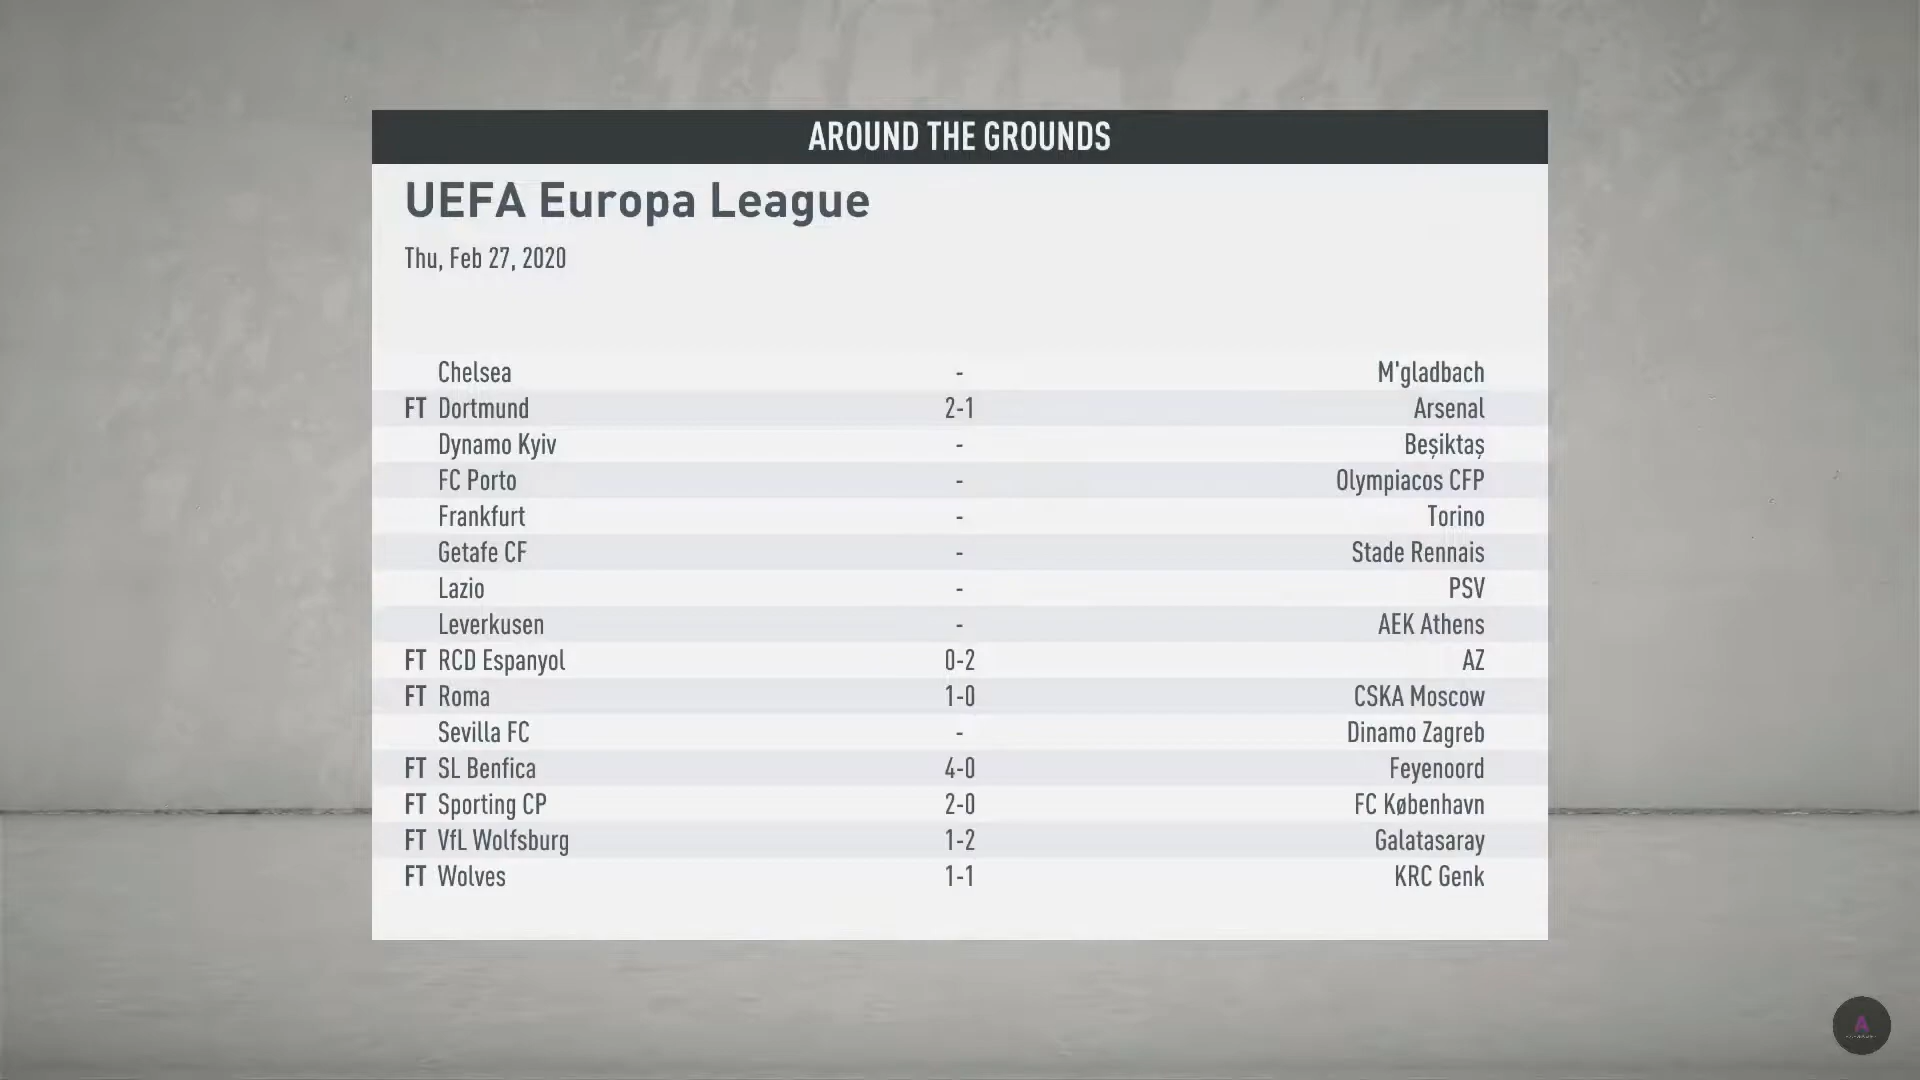 AROUND THE GROUNDS
UEFA Europa League
Thu, Feb 27, 2020
Chelsea - M'gladbach
FT Dortmund 2-1 Arsenal
Dynamo Kyiv - Beşiktaş
FC Porto - Olympiacos CFP
Frankfurt - Torino
Getafe CF - Stade Rennais
Lazio - PSV
Leverkusen - AEK Athens
FT RCD Espanyol 0-2 AZ
FT Roma 1-0 CSKA Moscow
Sevilla FC - Dinamo Zagreb
FT SL Benfica 4-0 Feyenoord
FT Sporting CP 2-0 FC København
FT VfL Wolfsburg 1-2 Galatasaray
FT Wolves 1-1 KRC Genk
A